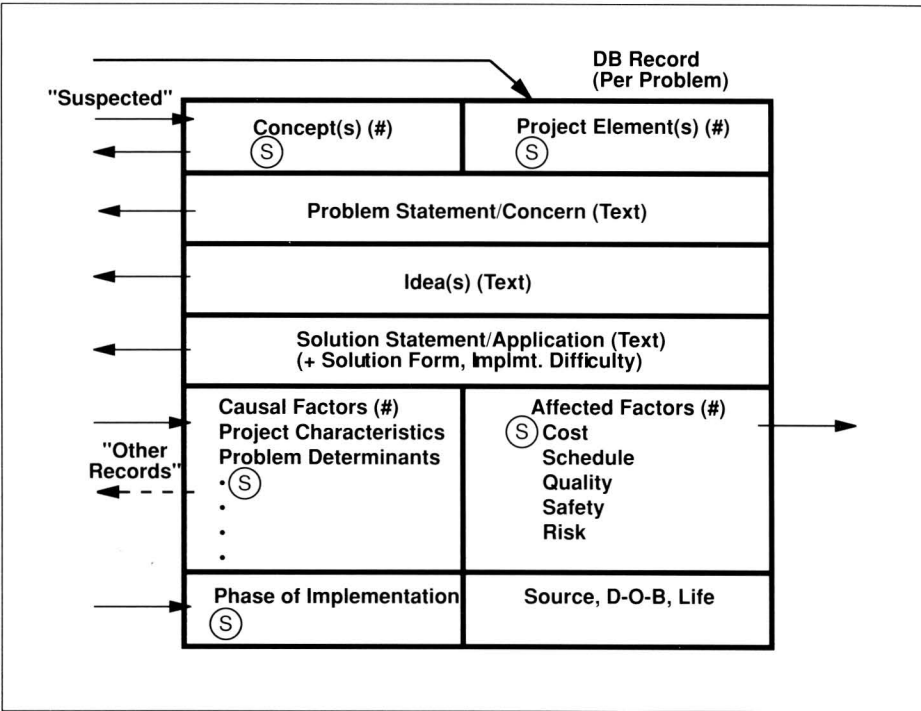 DB Record
(Per Problem)
"Suspected"
Concept(s) (#)
S
Project Element(s) (#)
S
Problem Statement/Concern (Text)
Idea(s) (Text)
Solution Statement/Application (Text)
(+ Solution Form, Implmt. Difficulty)
Causal Factors (#)
Project Characteristics
Problem Determinants
• S
•
•
•
"Other
Records"
Affected Factors (#)
S Cost
Schedule
Quality
Safety
Risk
Phase of Implementation
S
Source, D-O-B, Life